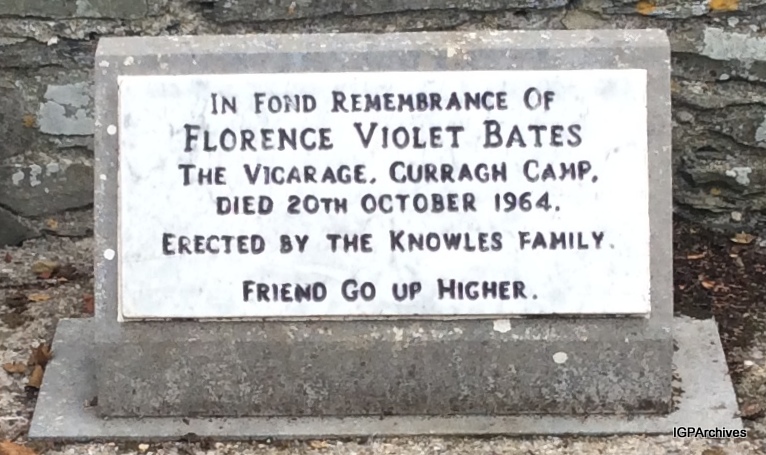 In Fond Remembrance Of
Florence Violet Bates
The Vicarage, Curragh Camp,
Died 20th October 1964.
Erected by the Knowles family.
Friend Go up Higher.
IGPArchives